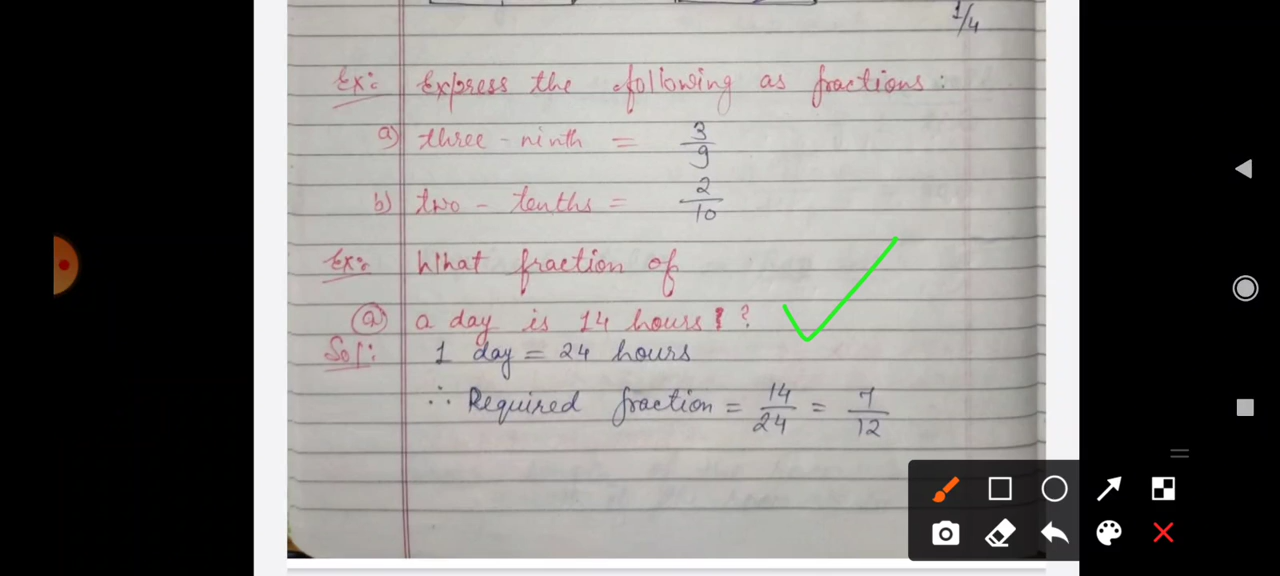 1/4
Ex: Express the following as fractions:
a) three-ninth = 3/9
b) two-tenths = 2/10
Ex: What fraction of
(a) a day is 14 hours?
Sol: 1 day = 24 hours
∴ Required fraction = 14/24 = 7/12